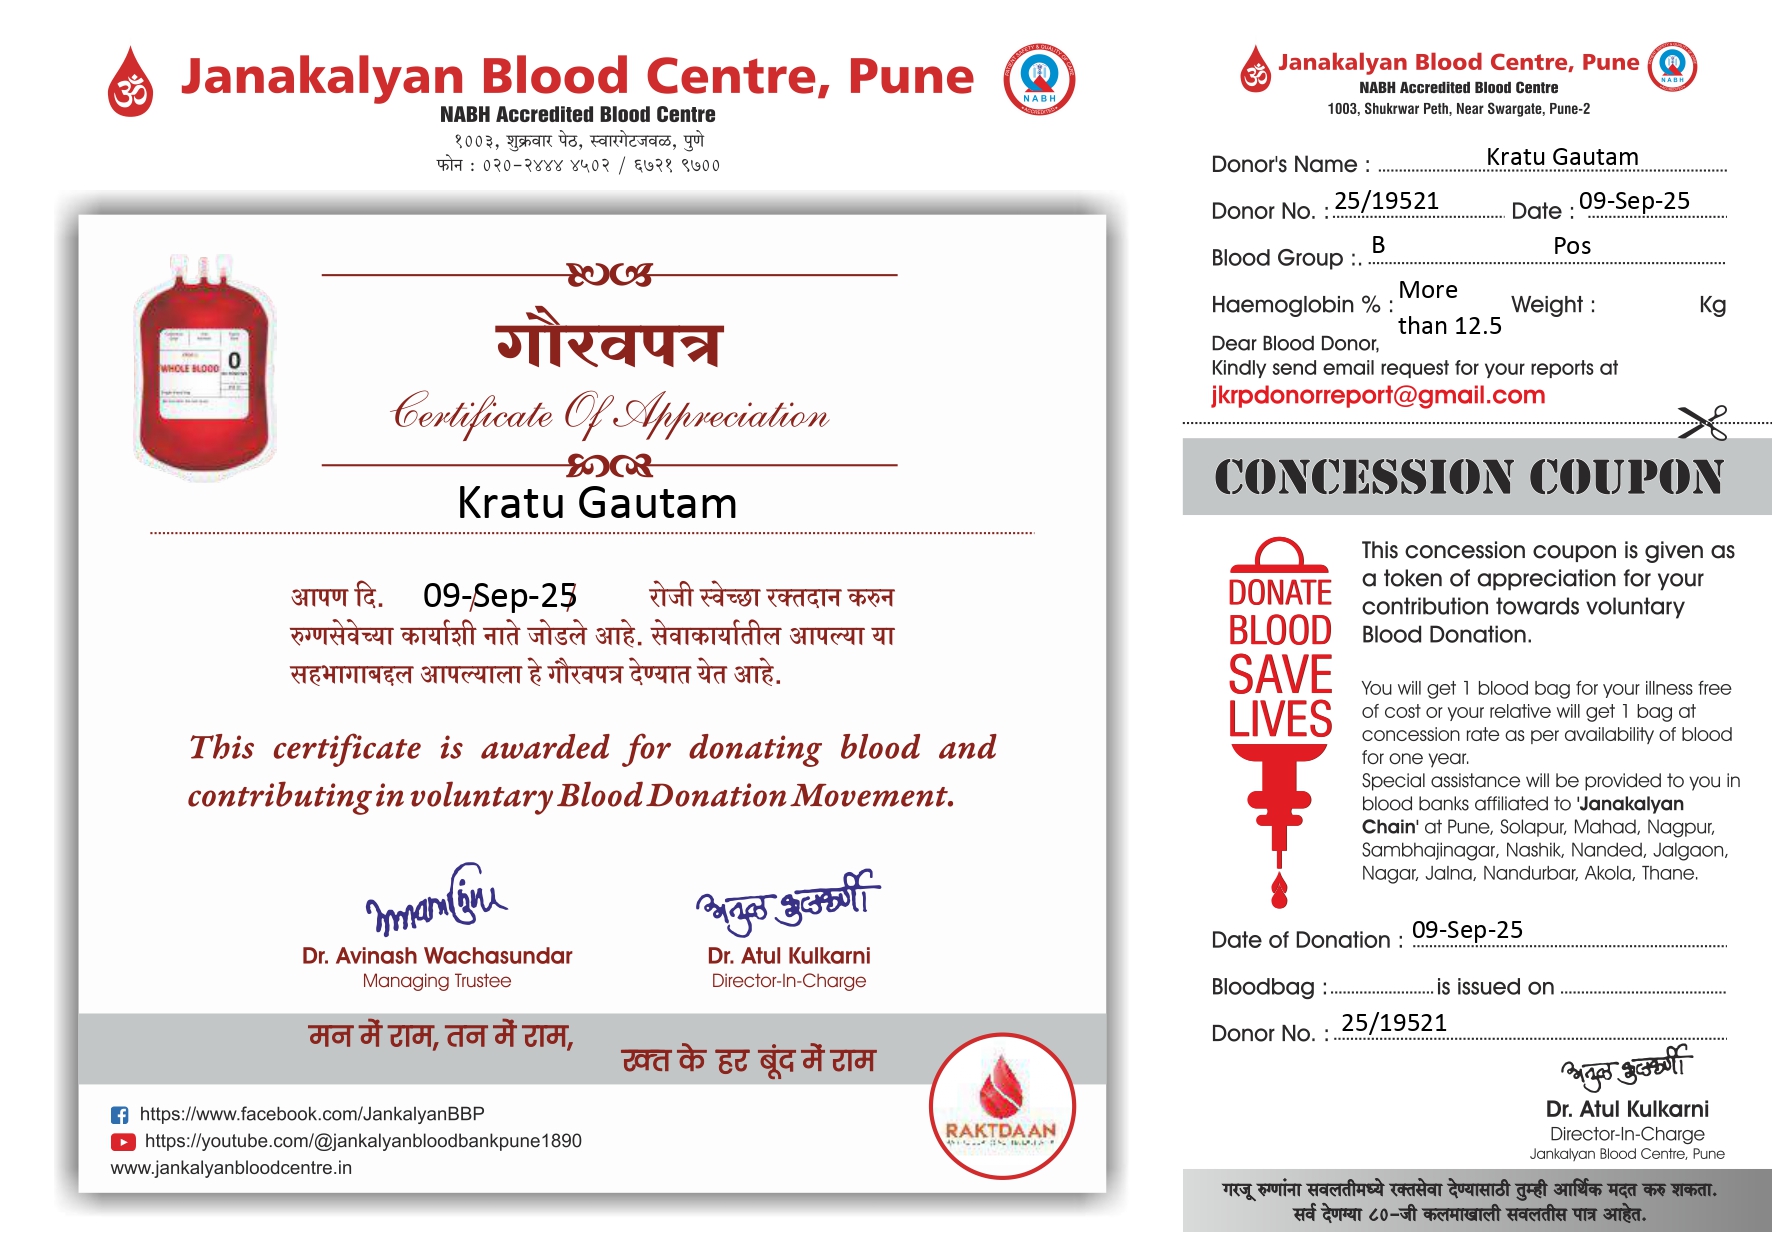 Janakalyan Blood Centre, Pune
NABH Accredited Blood Centre
१००३, शुक्रवार पेठ, स्वारगेटजवळ, पुणे
फोन : ०२०-२४४४ ४५०२ / ६७२१ ९७००
NABH
WHOLE BLOOD
O
गौरवपत्र
Certificate Of Appreciation
Kratu Gautam
आपण दि. 09-Sep-25 रोजी स्वेच्छा रक्तदान करुन
रुग्णसेवेच्या कार्याशी नाते जोडले आहे. सेवाकार्यातील आपल्या या
सहभागाबद्दल आपल्याला हे गौरवपत्र देण्यात येत आहे.
This certificate is awarded for donating blood and
contributing in voluntary Blood Donation Movement.
Dr. Avinash Wachasundar
Managing Trustee
अतुल कुलकर्णी
Dr. Atul Kulkarni
Director-In-Charge
मन में राम, तन में राम,
रक्त के हर बूंद में राम
https://www.facebook.com/JankalyanBBP
https://youtube.com/@jankalyanbloodbankpune1890
www.jankalyanbloodcentre.in
RAKTDAAN
Janakalyan Blood Centre, Pune
NABH Accredited Blood Centre
1003, Shukrwar Peth, Near Swargate, Pune-2
NABH
Donor's Name : Kratu Gautam
Donor No. : 25/19521 Date : 09-Sep-25
Blood Group :. B Pos
Haemoglobin % : More than 12.5 Weight : Kg
Dear Blood Donor,
Kindly send email request for your reports at
jkrpdonorreport@gmail.com
CONCESSION COUPON
DONATE
BLOOD
SAVE
LIVES
This concession coupon is given as
a token of appreciation for your
contribution towards voluntary
Blood Donation.
You will get 1 blood bag for your illness free
of cost or your relative will get 1 bag at
concession rate as per availability of blood
for one year.
Special assistance will be provided to you in
blood banks affiliated to 'Janakalyan
Chain' at Pune, Solapur, Mahad, Nagpur,
Sambhajinagar, Nashik, Nanded, Jalgaon,
Nagar, Jalna, Nandurbar, Akola, Thane.
Date of Donation : 09-Sep-25
Bloodbag : is issued on
Donor No. : 25/19521
अतुल कुलकर्णी
Dr. Atul Kulkarni
Director-In-Charge
Jankalyan Blood Centre, Pune
गरजू रुग्णांना सवलतीमध्ये रक्तसेवा देण्यासाठी तुम्ही आर्थिक मदत करु शकता.
सर्व देणग्या ८०-जी कलमाखाली सवलतीस पात्र आहेत.